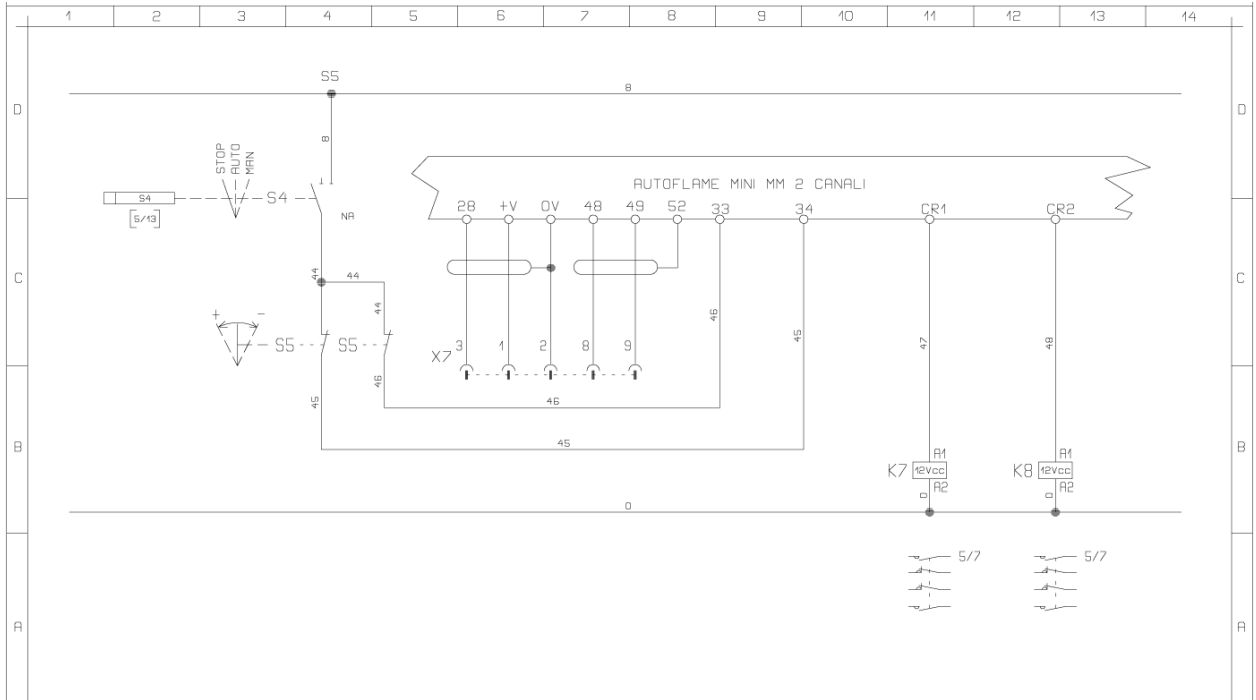 1 2 3 4 5 6 7 8 9 10 11 12 13 14
S5
8
D D
8
STOP
AUTO
MAN
AUTOFLAME MINI MM 2 CANALI
S4
S4
[5/13]
NA
28 +V 0V 48 49 52 33 34 CR1 CR2
44
44
C C
44
46
45
47
48
+ -
S5 S5
X7
3 1 2 8 9
46
45
46
45
B B
K7 12Vcc A1 A2
K8 12Vcc A1 A2
0 0
0
5/7 5/7
A A